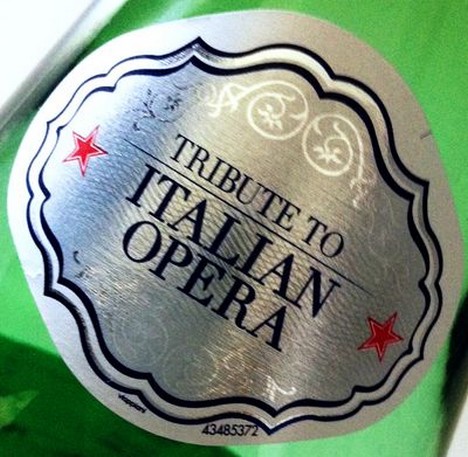 TRIBUTE TO
ITALIAN
OPERA
43485372